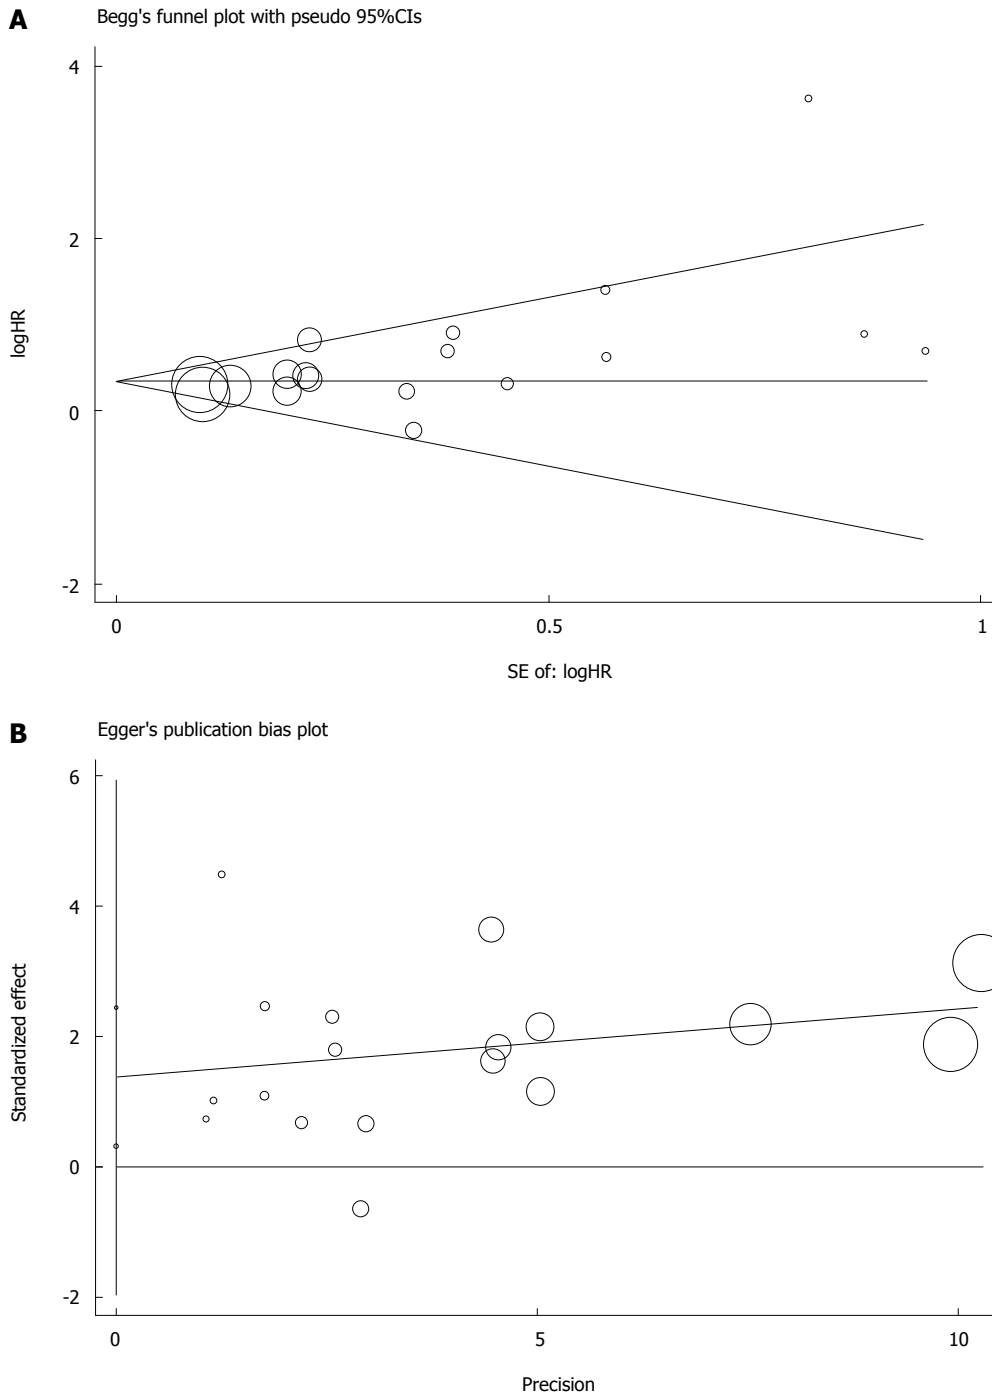 A
Begg's funnel plot with pseudo 95%CIs
4
2
0
-2
logHR
0 0.5 1
SE of: logHR
B
Egger's publication bias plot
6
4
2
0
-2
Standardized effect
0 5 10
Precision